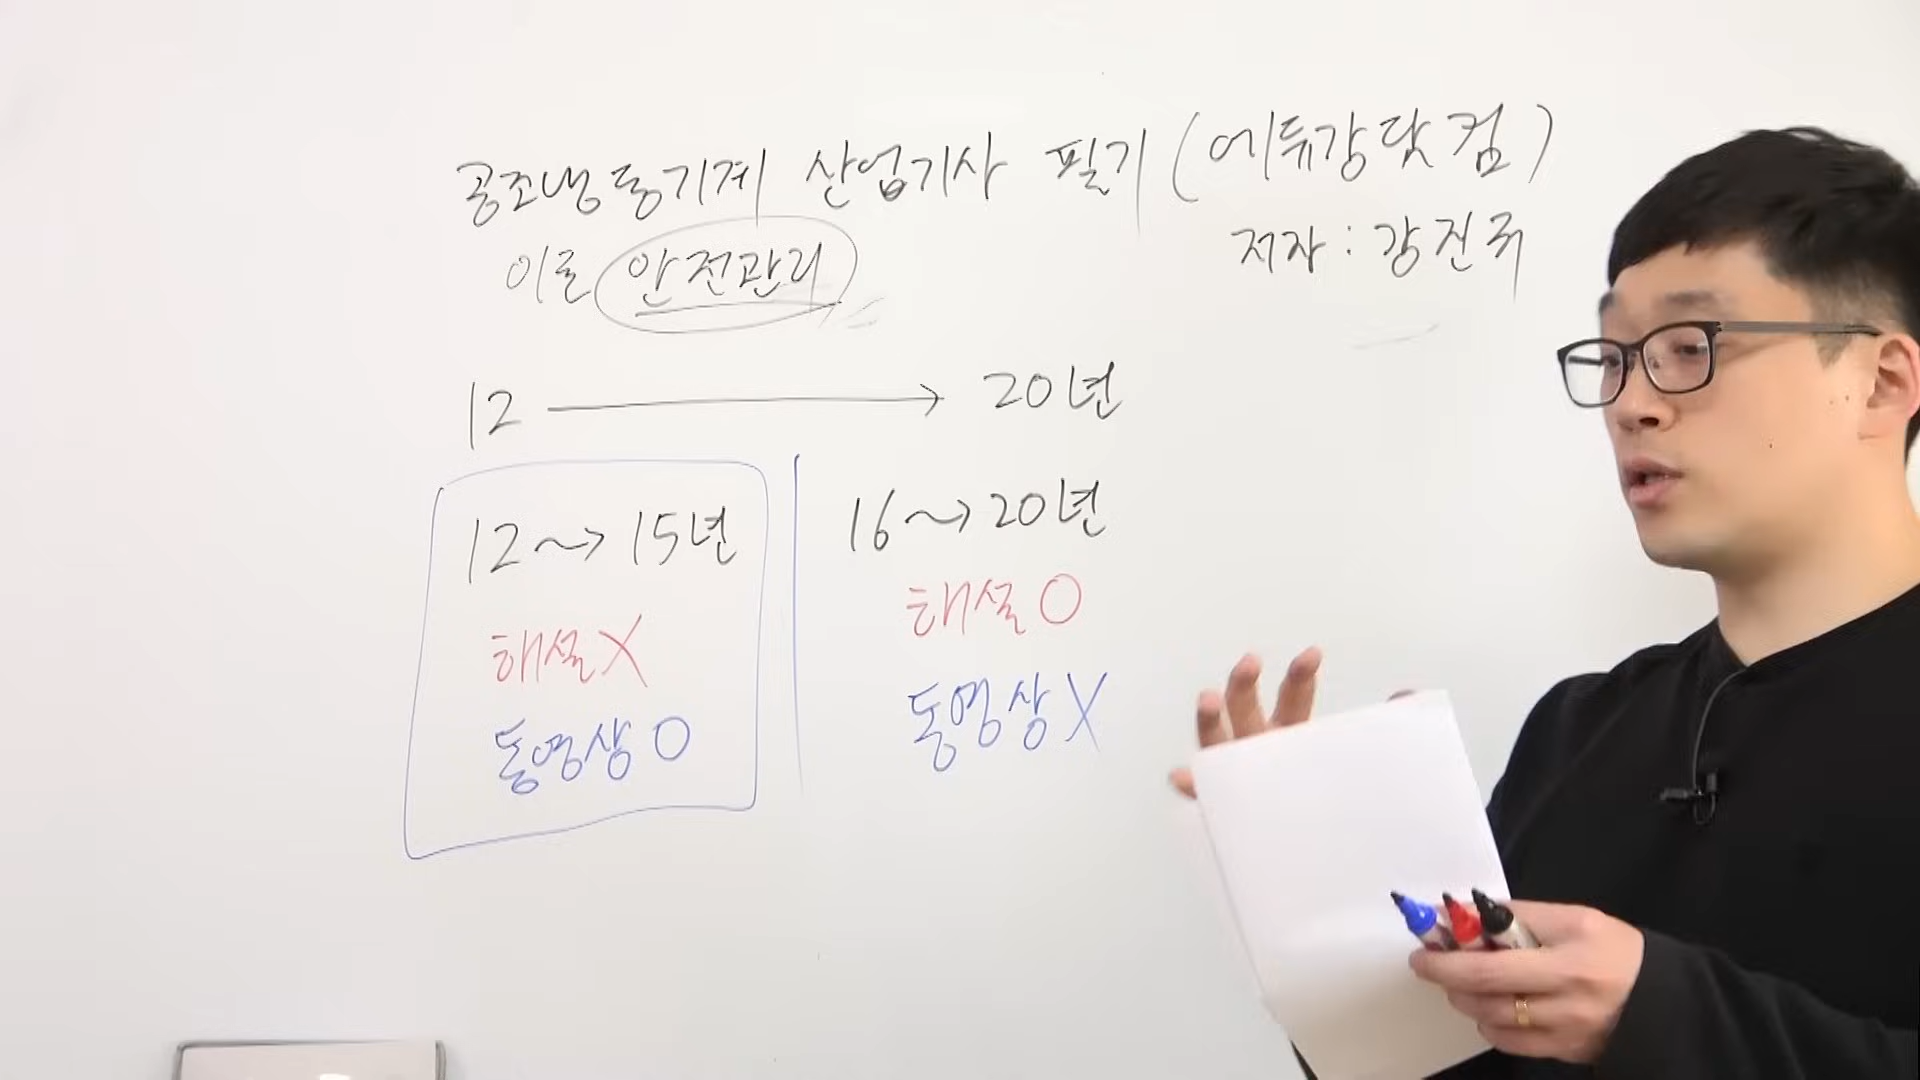 공조냉동기계 산업기사 필기 (에듀강닷컴)
저자 : 강진규
이론 안전관리
12 → 20년
12 ~> 15년
해설 X
동영상 O
16 ~> 20년
해설 O
동영상 X